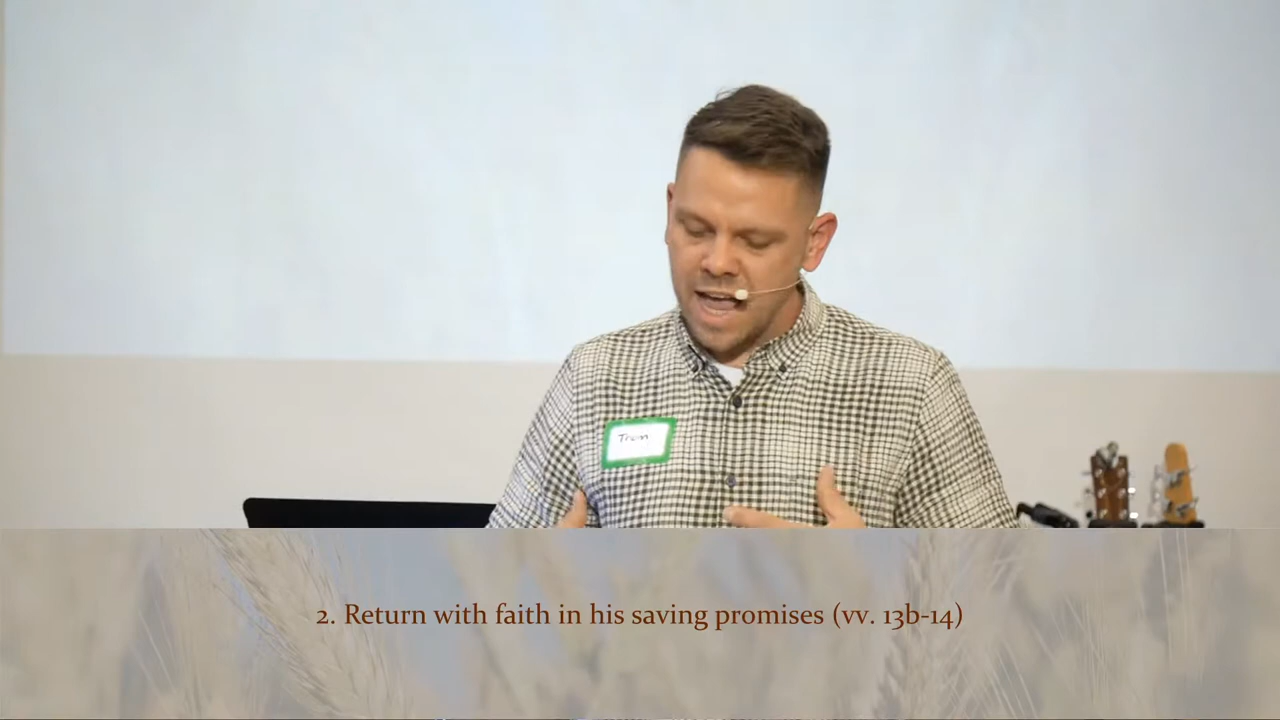 2. Return with faith in his saving promises (vv. 13b-14)